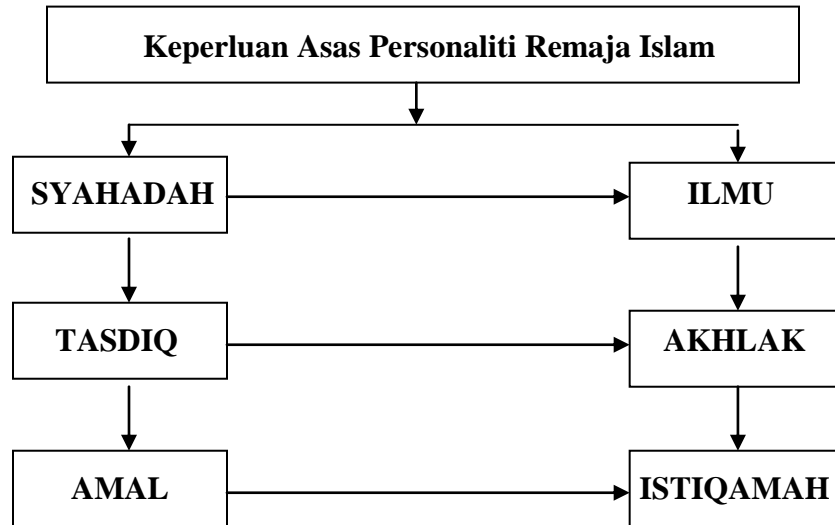 Keperluan Asas Personaliti Remaja Islam
SYAHADAH
ILMU
TASDIQ
AKHLAK
AMAL
ISTIQAMAH